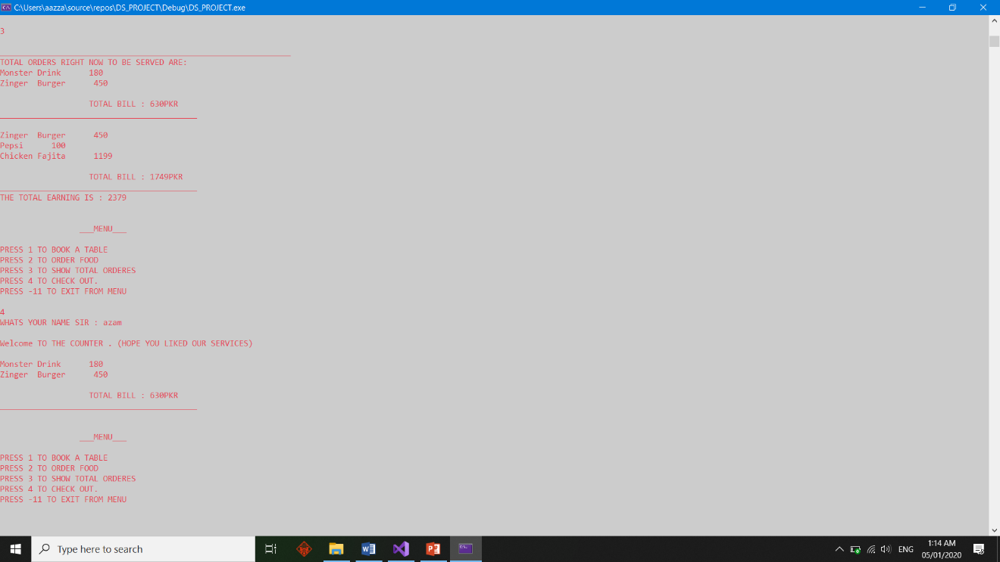 C:\Users\aazza\source\repos\DS_PROJECT\Debug\DS_PROJECT.exe
3
TOTAL ORDERS RIGHT NOW TO BE SERVED ARE:
Monster Drink 180
Zinger Burger 450
TOTAL BILL : 630PKR
Zinger Burger 450
Pepsi 100
Chicken Fajita 1199
TOTAL BILL : 1749PKR
THE TOTAL EARNING IS : 2379
___MENU___
PRESS 1 TO BOOK A TABLE
PRESS 2 TO ORDER FOOD
PRESS 3 TO SHOW TOTAL ORDERES
PRESS 4 TO CHECK OUT.
PRESS -11 TO EXIT FROM MENU
4
WHATS YOUR NAME SIR : azam
Welcome TO THE COUNTER . (HOPE YOU LIKED OUR SERVICES)
Monster Drink 180
Zinger Burger 450
TOTAL BILL : 630PKR
___MENU___
PRESS 1 TO BOOK A TABLE
PRESS 2 TO ORDER FOOD
PRESS 3 TO SHOW TOTAL ORDERES
PRESS 4 TO CHECK OUT.
PRESS -11 TO EXIT FROM MENU
Type here to search
ENG
1:14 AM
05/01/2020